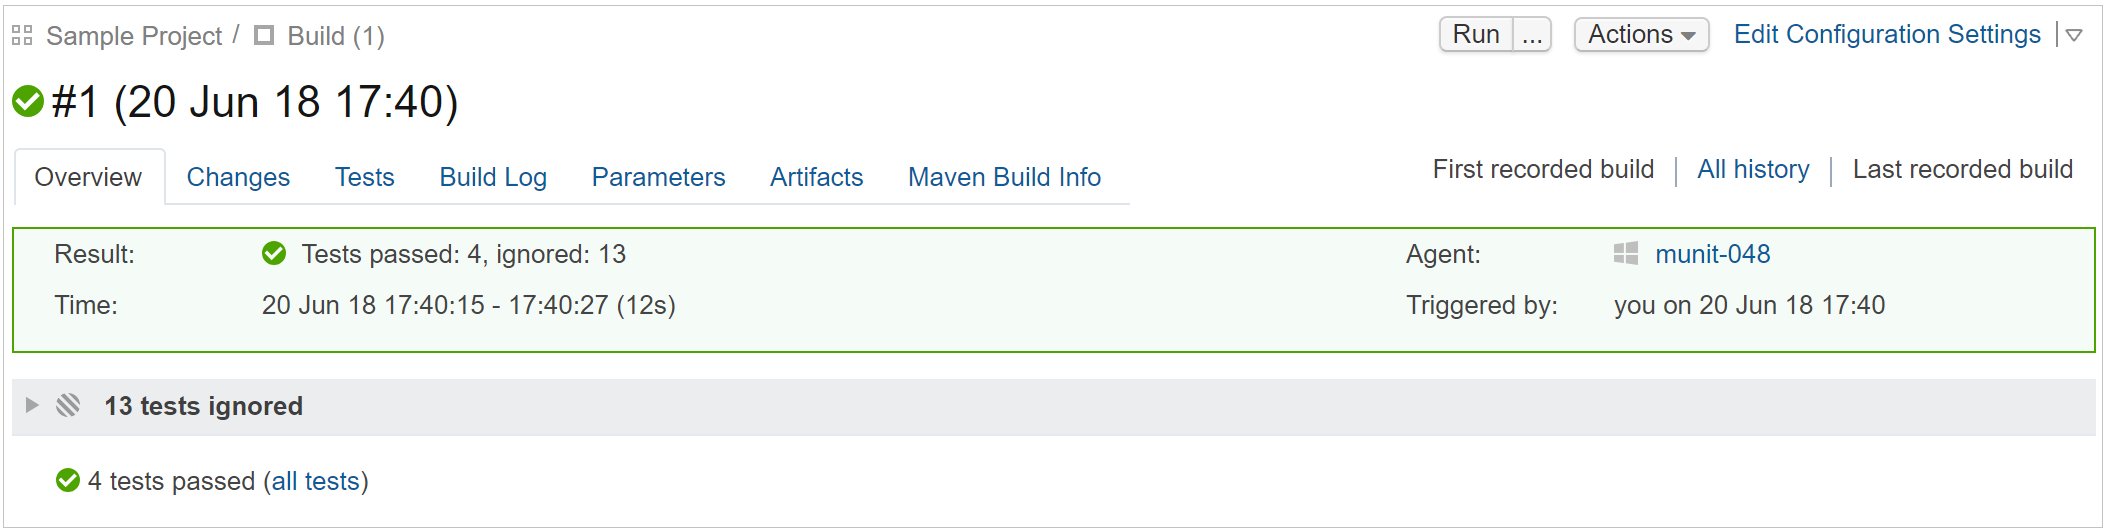 Sample Project / Build (1) Run ... Actions Edit Configuration Settings
#1 (20 Jun 18 17:40)
Overview Changes Tests Build Log Parameters Artifacts Maven Build Info First recorded build | All history | Last recorded build
Result: Tests passed: 4, ignored: 13 Agent: munit-048
Time: 20 Jun 18 17:40:15 - 17:40:27 (12s) Triggered by: you on 20 Jun 18 17:40
13 tests ignored
4 tests passed (all tests)